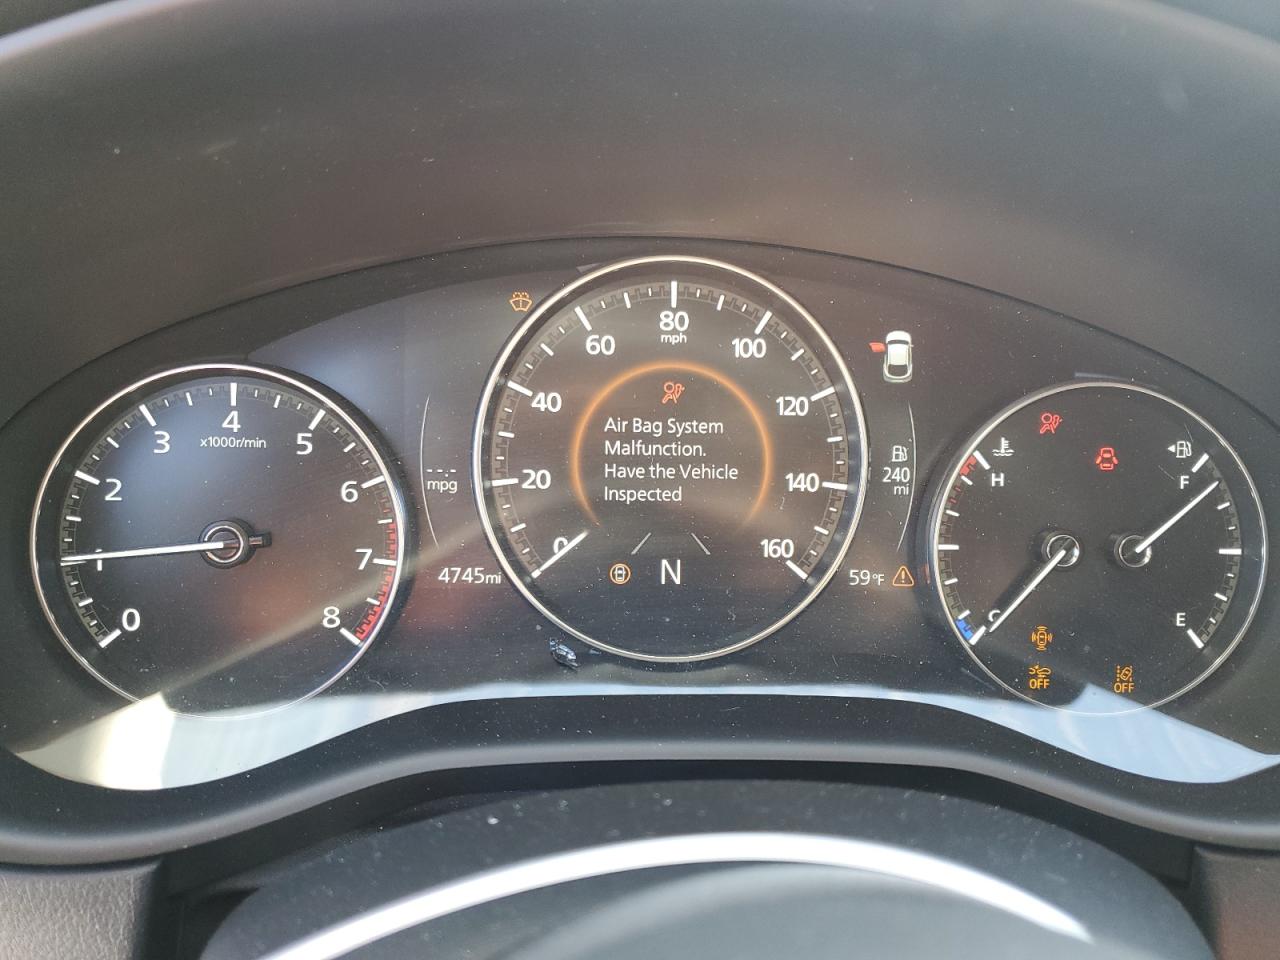 0
1
2
3
4
x1000r/min
5
6
7
8
mpg
4745mi
0
20
40
60
80
mph
100
120
140
160
Air Bag System
Malfunction.
Have the Vehicle
Inspected
N
240
mi
59°F
H
C
F
E
OFF
OFF